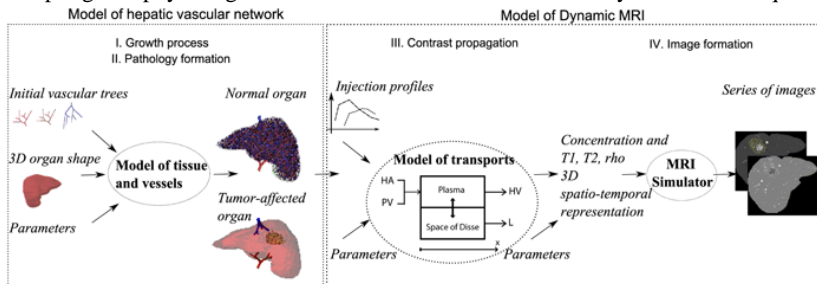 Model of hepatic vascular network
Model of Dynamic MRI
I. Growth process
II. Pathology formation
III. Contrast propagation
IV. Image formation
Initial vascular trees
3D organ shape
Parameters
Model of tissue
and vessels
Normal organ
Tumor-affected
organ
Injection profiles
Model of transports
HA
PV
Plasma
Space of Disse
HV
L
x
Parameters
Concentration and
T1, T2, rho
3D
spatio-temporal
representation
Parameters
MRI
Simulator
Series of images